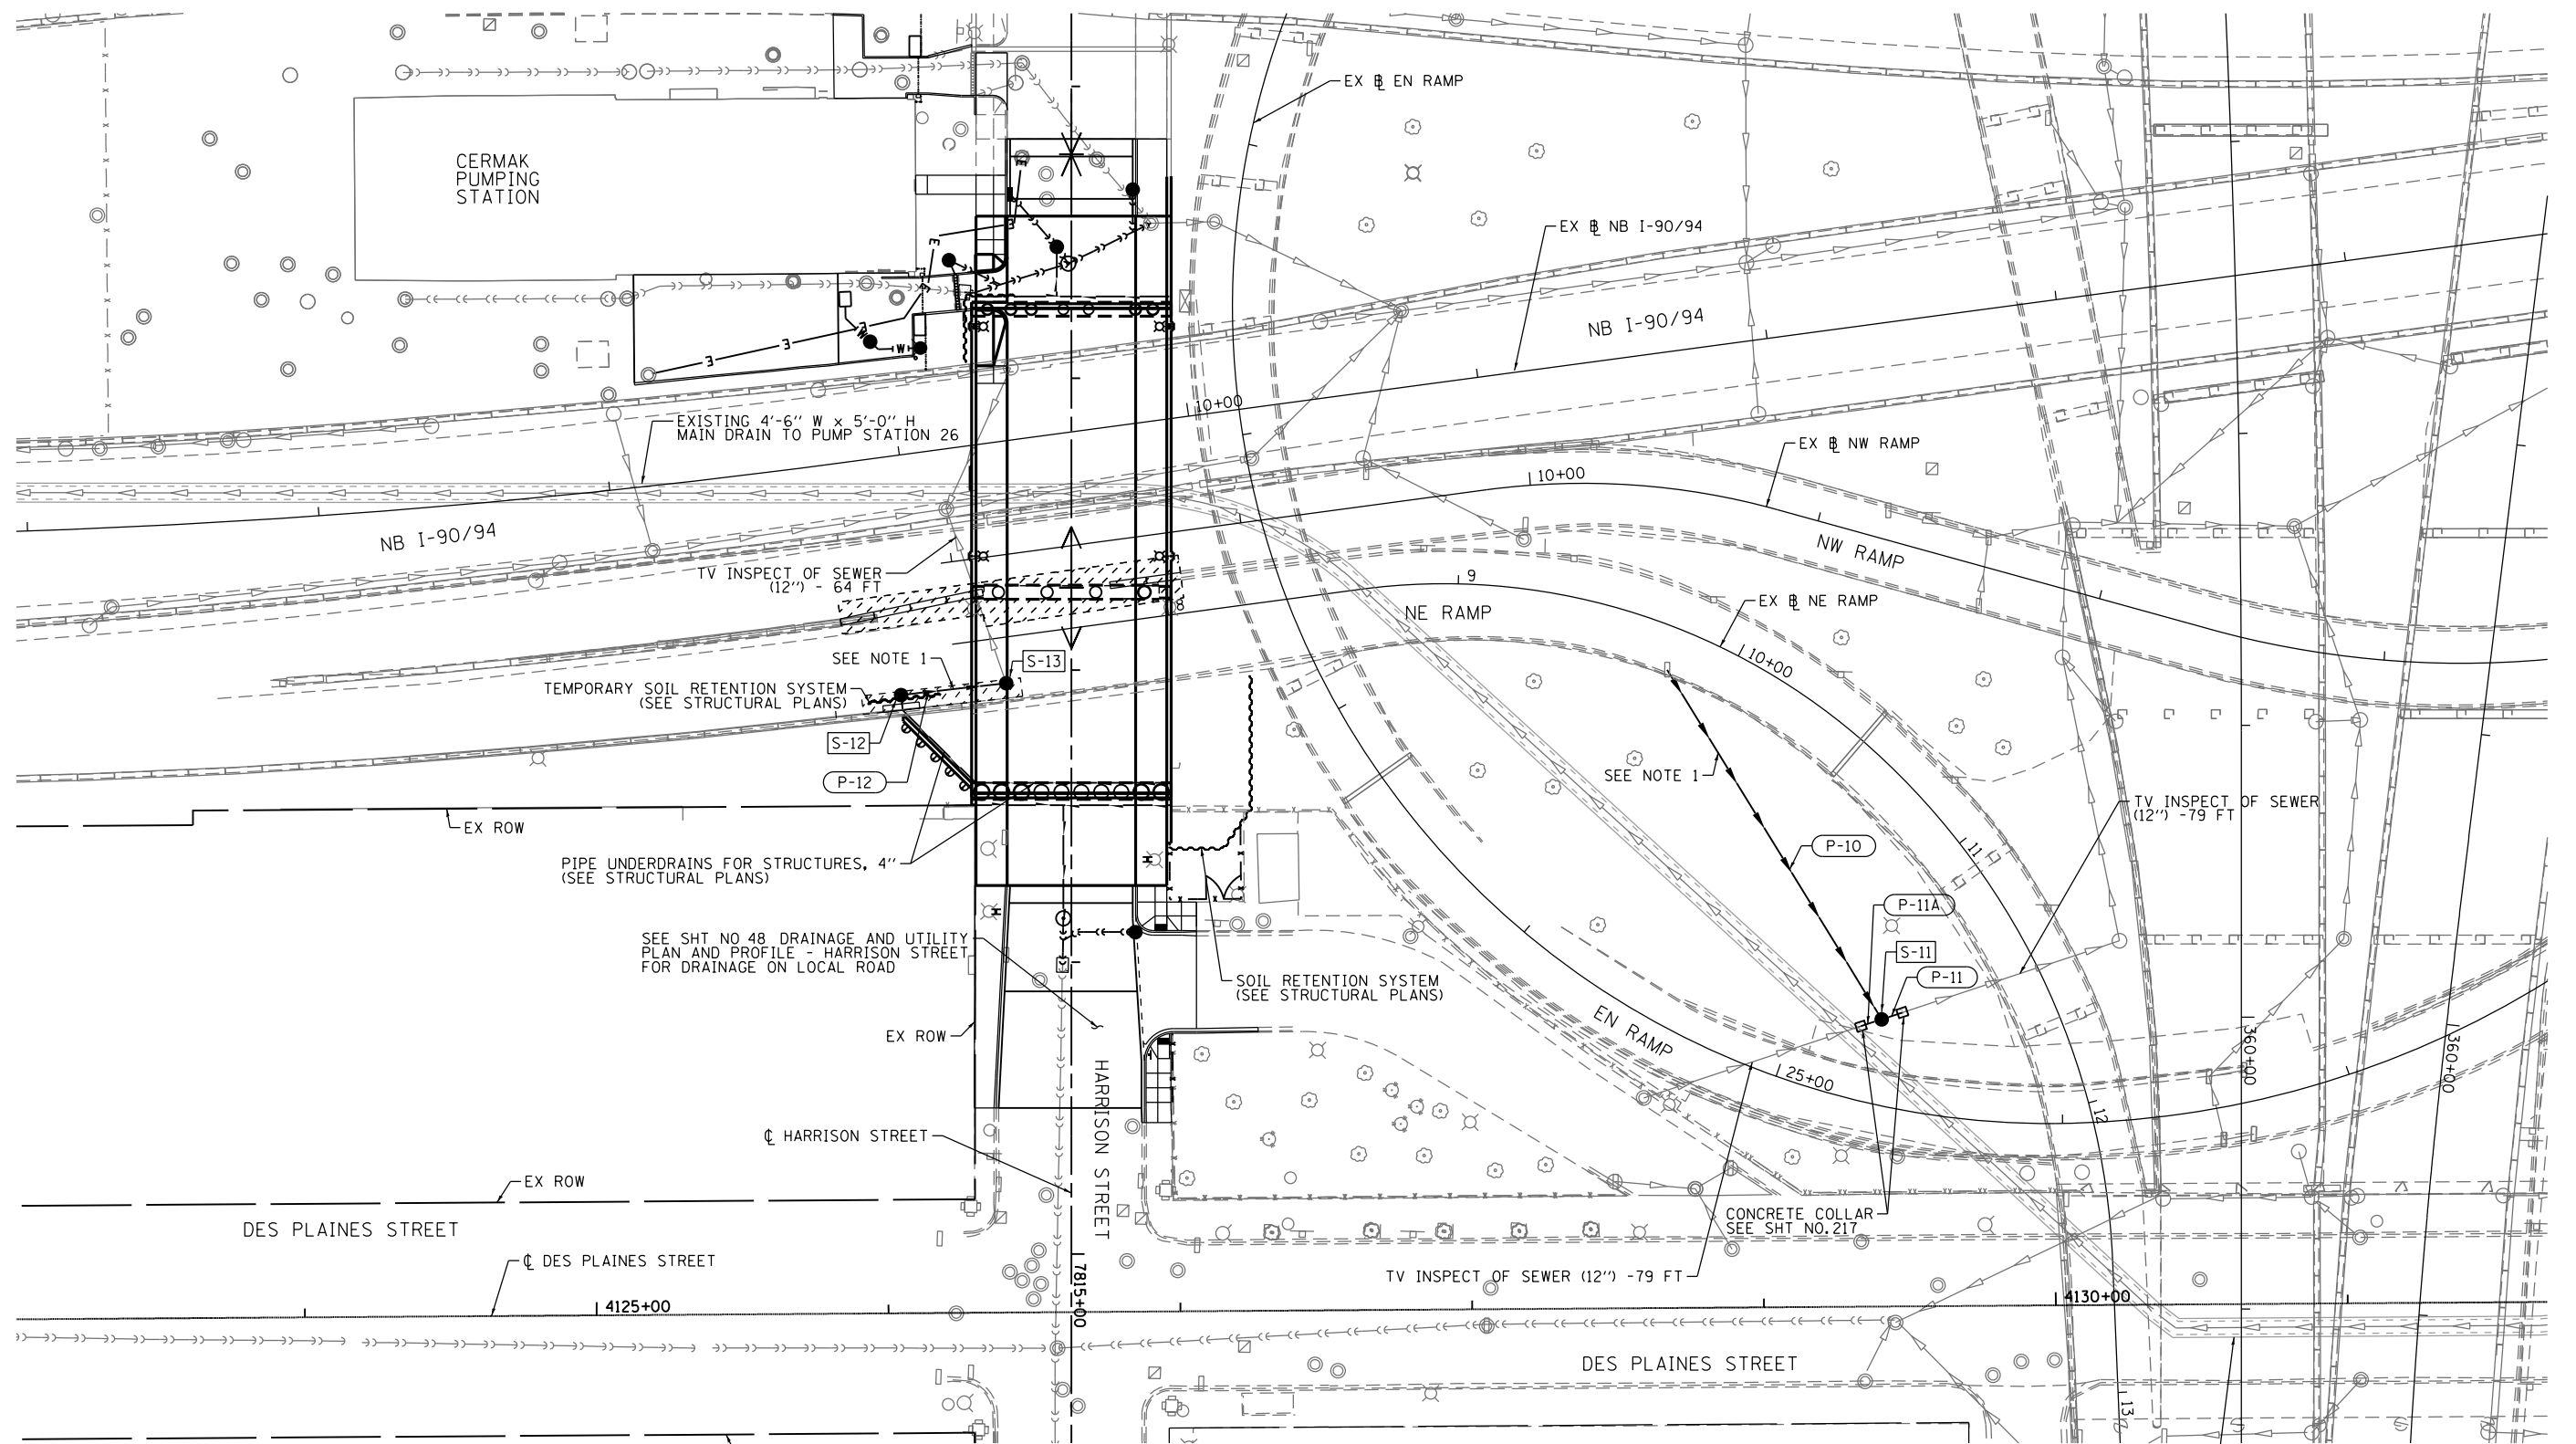 EX ⅊ EN RAMP
CERMAK
PUMPING
STATION
EX ⅊ NB I-90/94
NB I-90/94
10+00
EXISTING 4'-6" W x 5'-0" H
MAIN DRAIN TO PUMP STATION 26
EX ⅊ NW RAMP
10+00
NB I-90/94
NW RAMP
TV INSPECT OF SEWER
(12") - 64 FT
9
8
NE RAMP
EX ⅊ NE RAMP
10+00
SEE NOTE 1
S-13
TEMPORARY SOIL RETENTION SYSTEM
(SEE STRUCTURAL PLANS)
S-12
P-12
SEE NOTE 1
TV INSPECT OF SEWER
(12") -79 FT
EX ROW
P-10
11
PIPE UNDERDRAINS FOR STRUCTURES, 4"
(SEE STRUCTURAL PLANS)
P-11A
S-11
P-11
SEE SHT NO 48 DRAINAGE AND UTILITY
PLAN AND PROFILE - HARRISON STREET
FOR DRAINAGE ON LOCAL ROAD
SOIL RETENTION SYSTEM
(SEE STRUCTURAL PLANS)
EX ROW
EN RAMP
25+00
360+00
360+00
12
HARRISON STREET
℄ HARRISON STREET
EX ROW
DES PLAINES STREET
CONCRETE COLLAR
SEE SHT NO.217
℄ DES PLAINES STREET
TV INSPECT OF SEWER (12") -79 FT
4125+00
7815+00
4130+00
DES PLAINES STREET
13
E
E
E
E
E
E
E
W
W
H
H